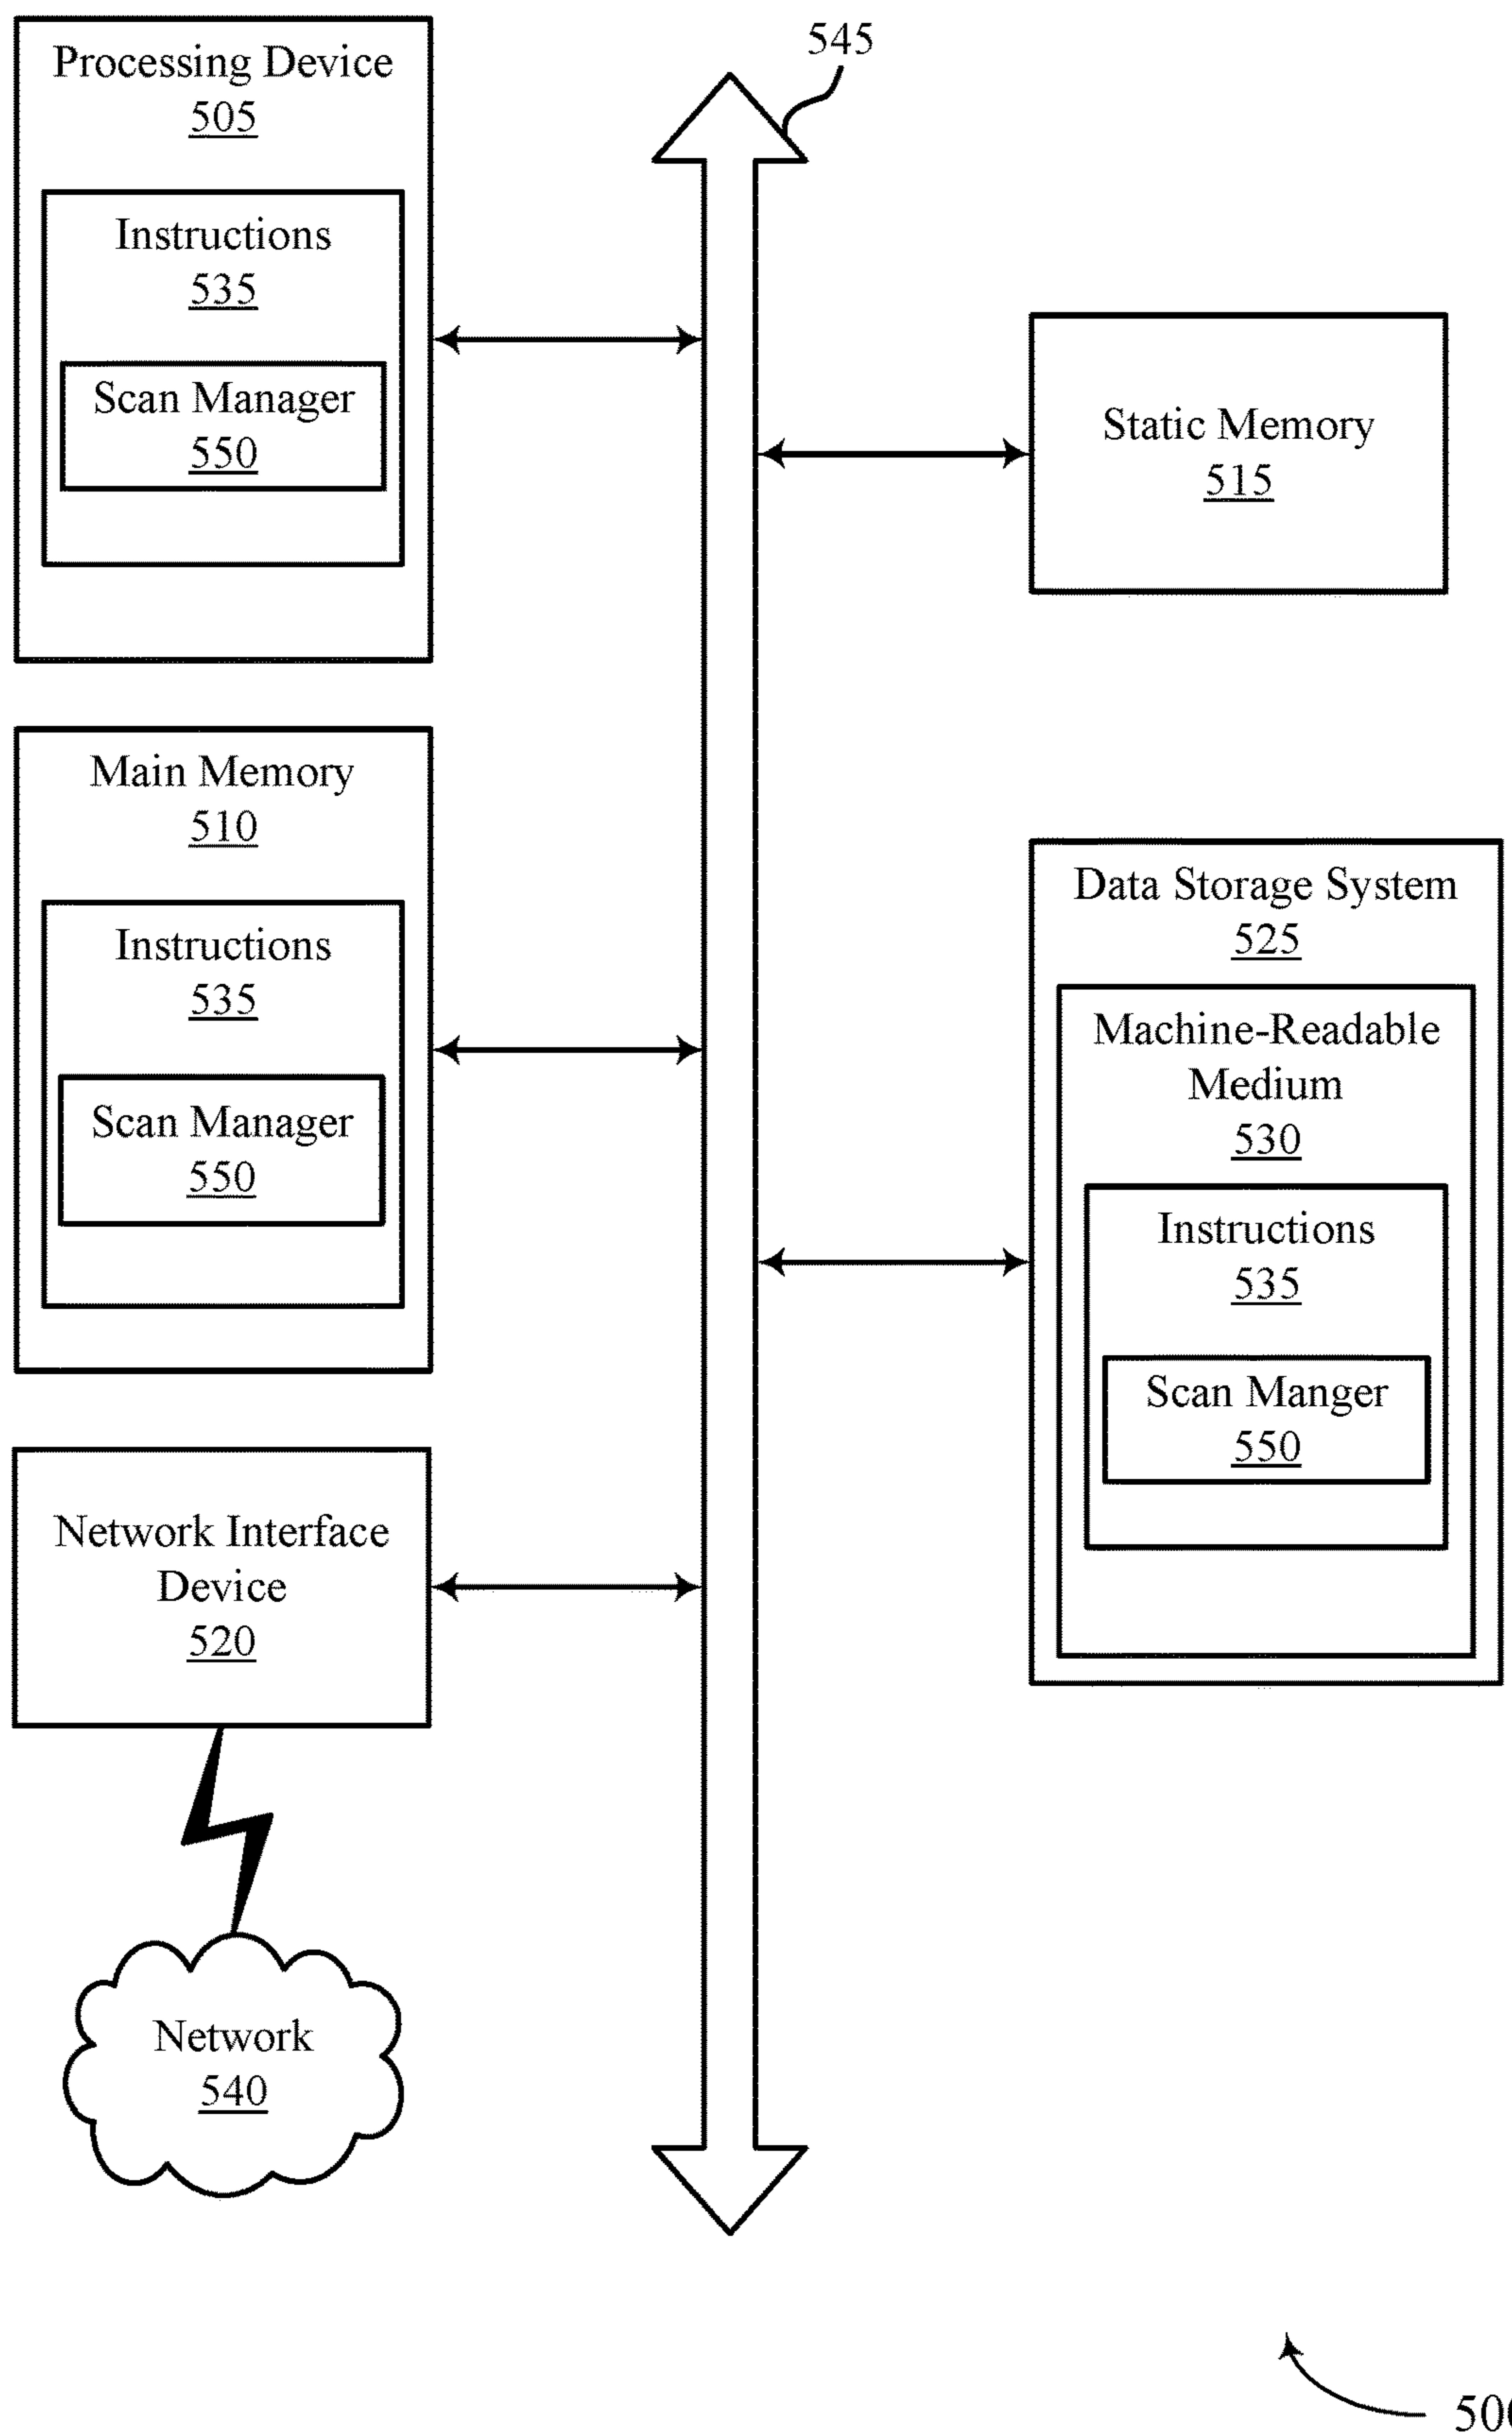 545
Processing Device
505
Instructions
535
Scan Manager
550
Static Memory
515
Main Memory
510
Instructions
535
Scan Manager
550
Data Storage System
525
Machine-Readable
Medium
530
Instructions
535
Scan Manger
550
Network Interface
Device
520
Network
540